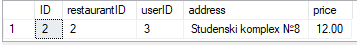 ID restaurantID userID address price
1 2 2 3 Studenski komplex №8 12.00